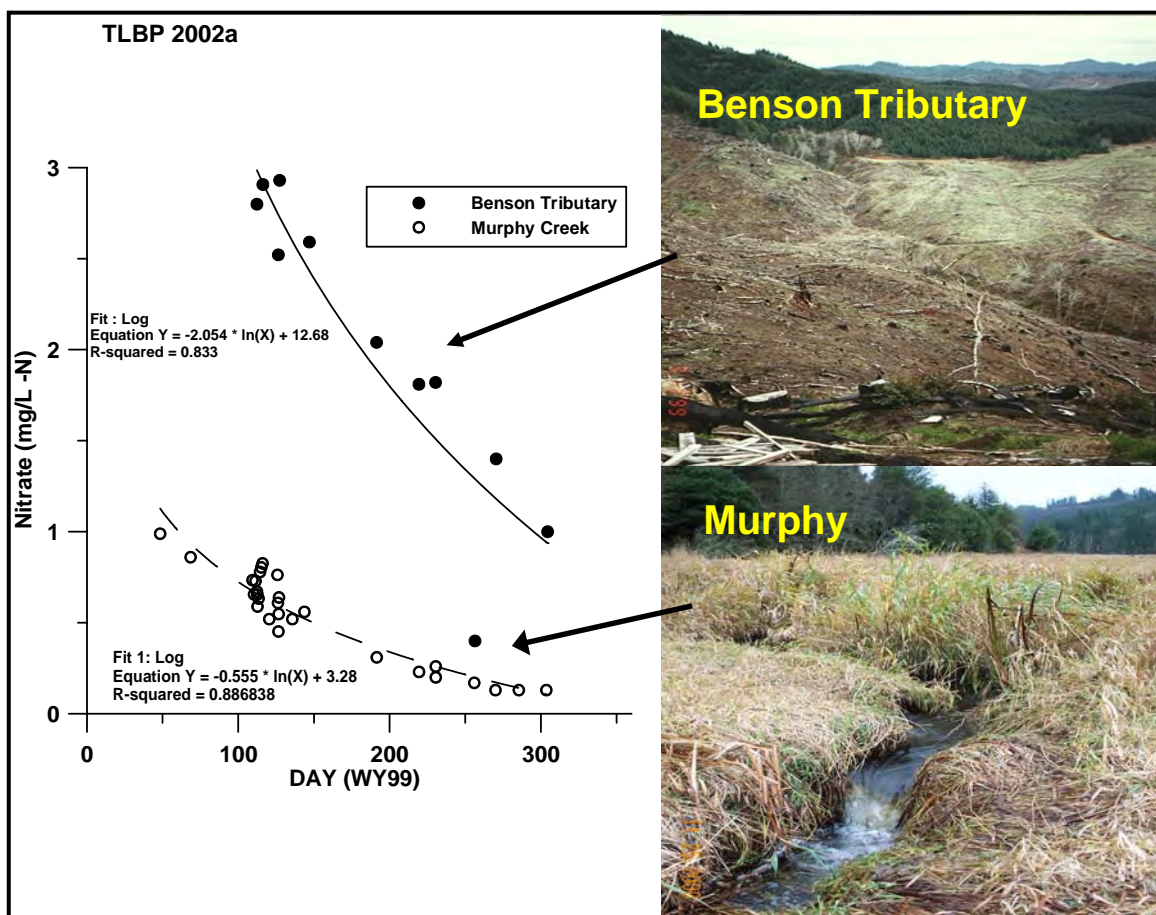 TLBP 2002a
Benson Tributary
3
Benson Tributary
Murphy Creek
Fit : Log
Equation Y = -2.054 * ln(X) + 12.68
R-squared = 0.833
2
Nitrate (mg/L -N)
Murphy
1
Fit 1: Log
Equation Y = -0.555 * ln(X) + 3.28
R-squared = 0.886838
0
0
100
200
300
DAY (WY99)